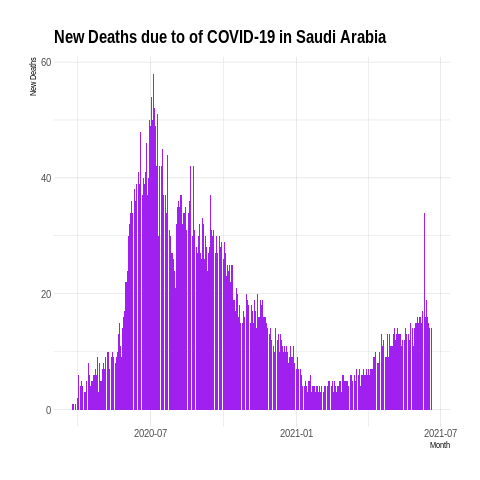 New Deaths due to of COVID-19 in Saudi Arabia
New Deaths
60
40
20
0
2020-07
2021-01
2021-07
Month